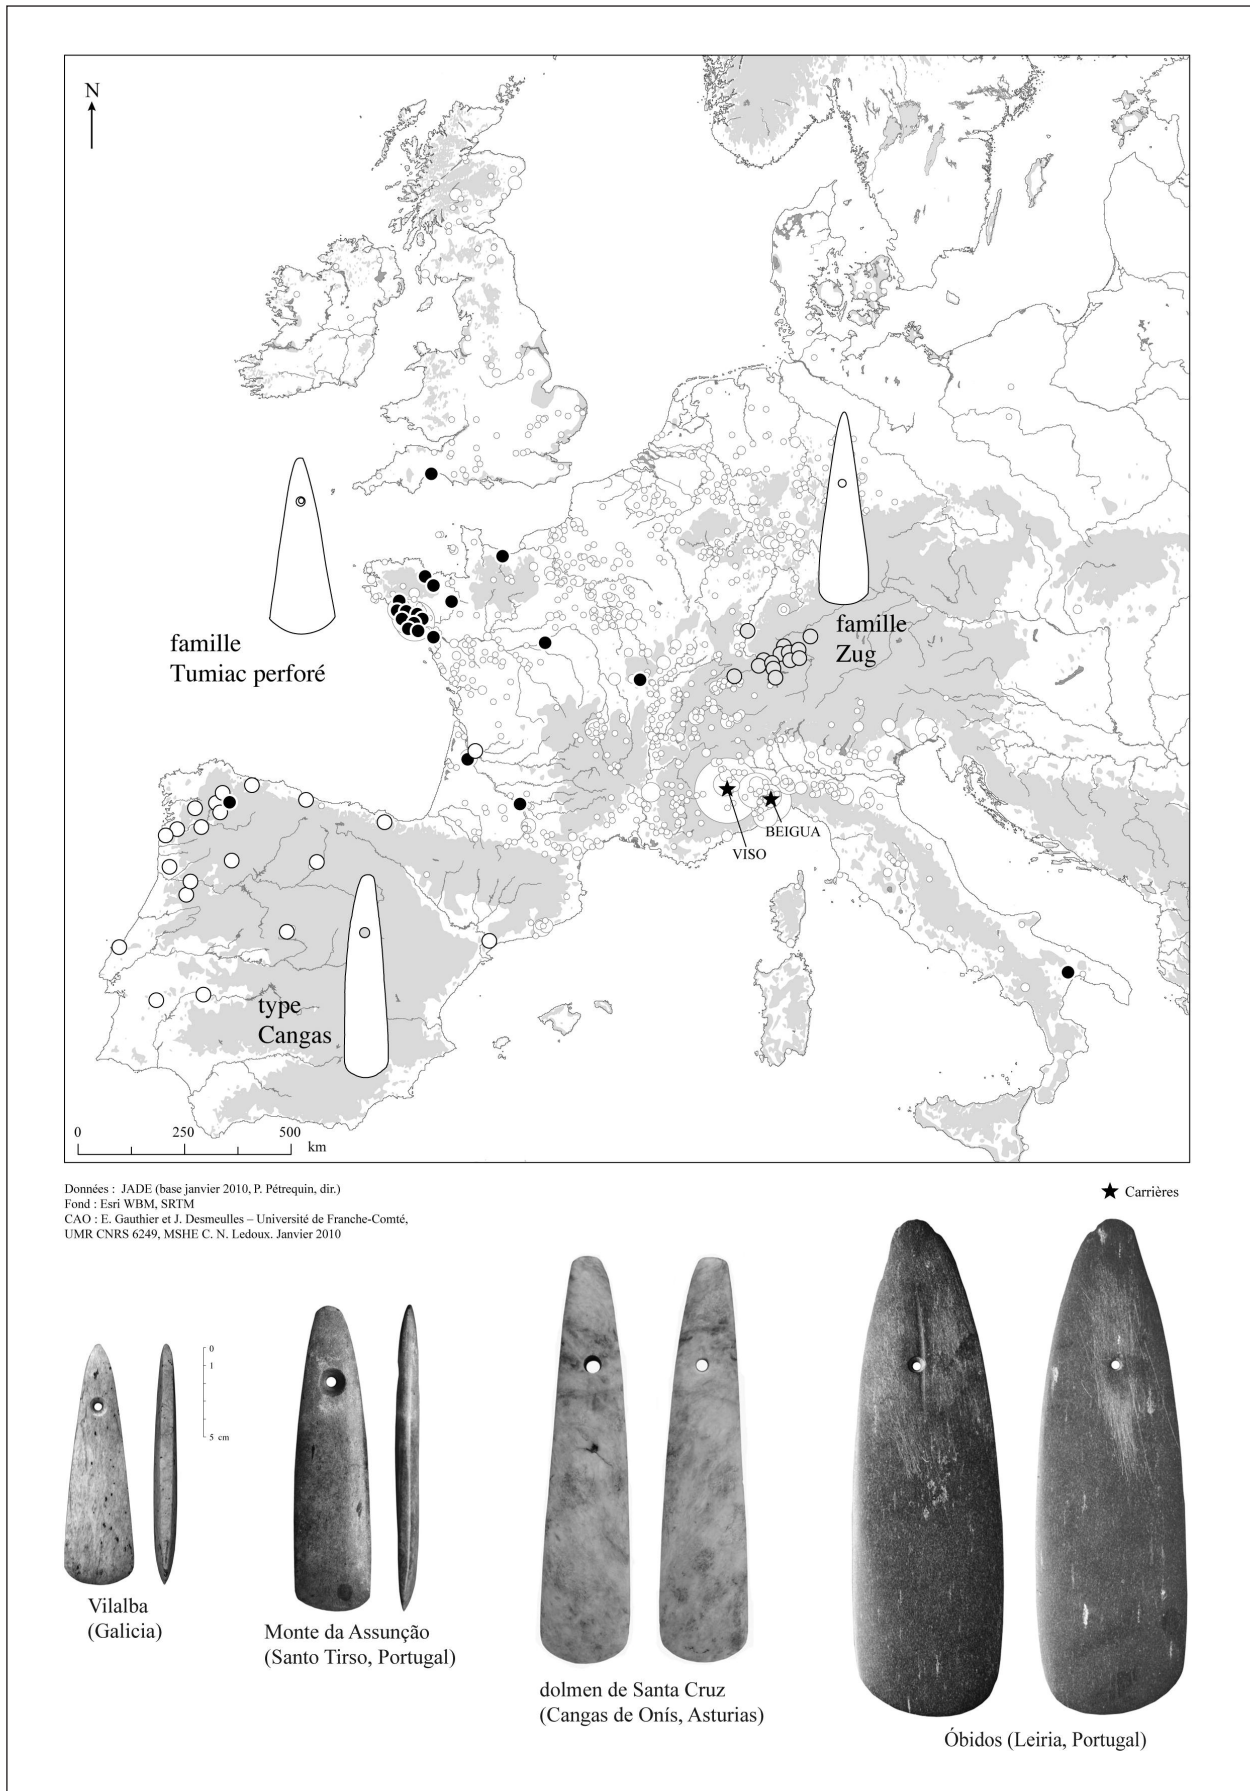 N
famille
Tumiac perforé
famille
Zug
BEIGUA
VISO
type
Cangas
0 250 500
km
Données : JADE (base janvier 2010, P. Pétrequin, dir.)
Fond : Esri WBM, SRTM
CAO : E. Gauthier et J. Desmeulles – Université de Franche-Comté,
UMR CNRS 6249, MSHE C. N. Ledoux. Janvier 2010
Carrières
0
1
5 cm
Vilalba
(Galicia)
Monte da Assunção
(Santo Tirso, Portugal)
dolmen de Santa Cruz
(Cangas de Onís, Asturias)
Óbidos (Leiria, Portugal)